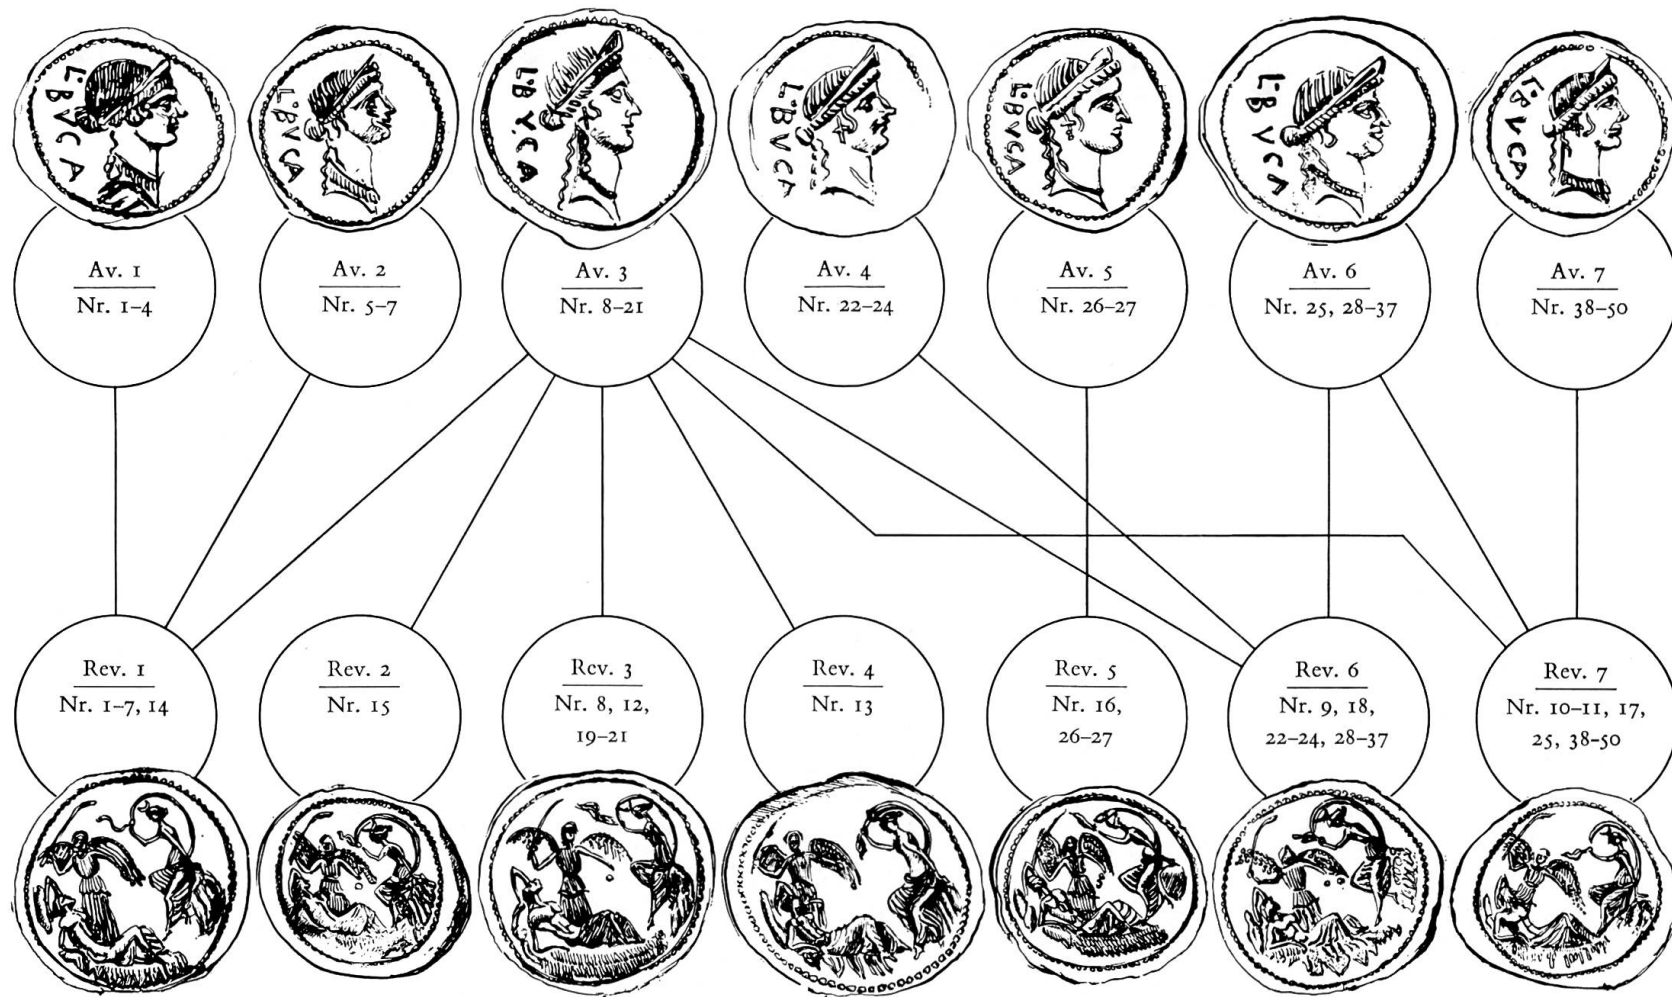 L·BVCA
L·BVCA
L·BVCA
L·BVCA
L·BVCA
L·BVCA
L·BVCA
Av. 1
Nr. 1–4
Av. 2
Nr. 5–7
Av. 3
Nr. 8–21
Av. 4
Nr. 22–24
Av. 5
Nr. 26–27
Av. 6
Nr. 25, 28–37
Av. 7
Nr. 38–50
Rev. 1
Nr. 1–7, 14
Rev. 2
Nr. 15
Rev. 3
Nr. 8, 12,
19–21
Rev. 4
Nr. 13
Rev. 5
Nr. 16,
26–27
Rev. 6
Nr. 9, 18,
22–24, 28–37
Rev. 7
Nr. 10–11, 17,
25, 38–50